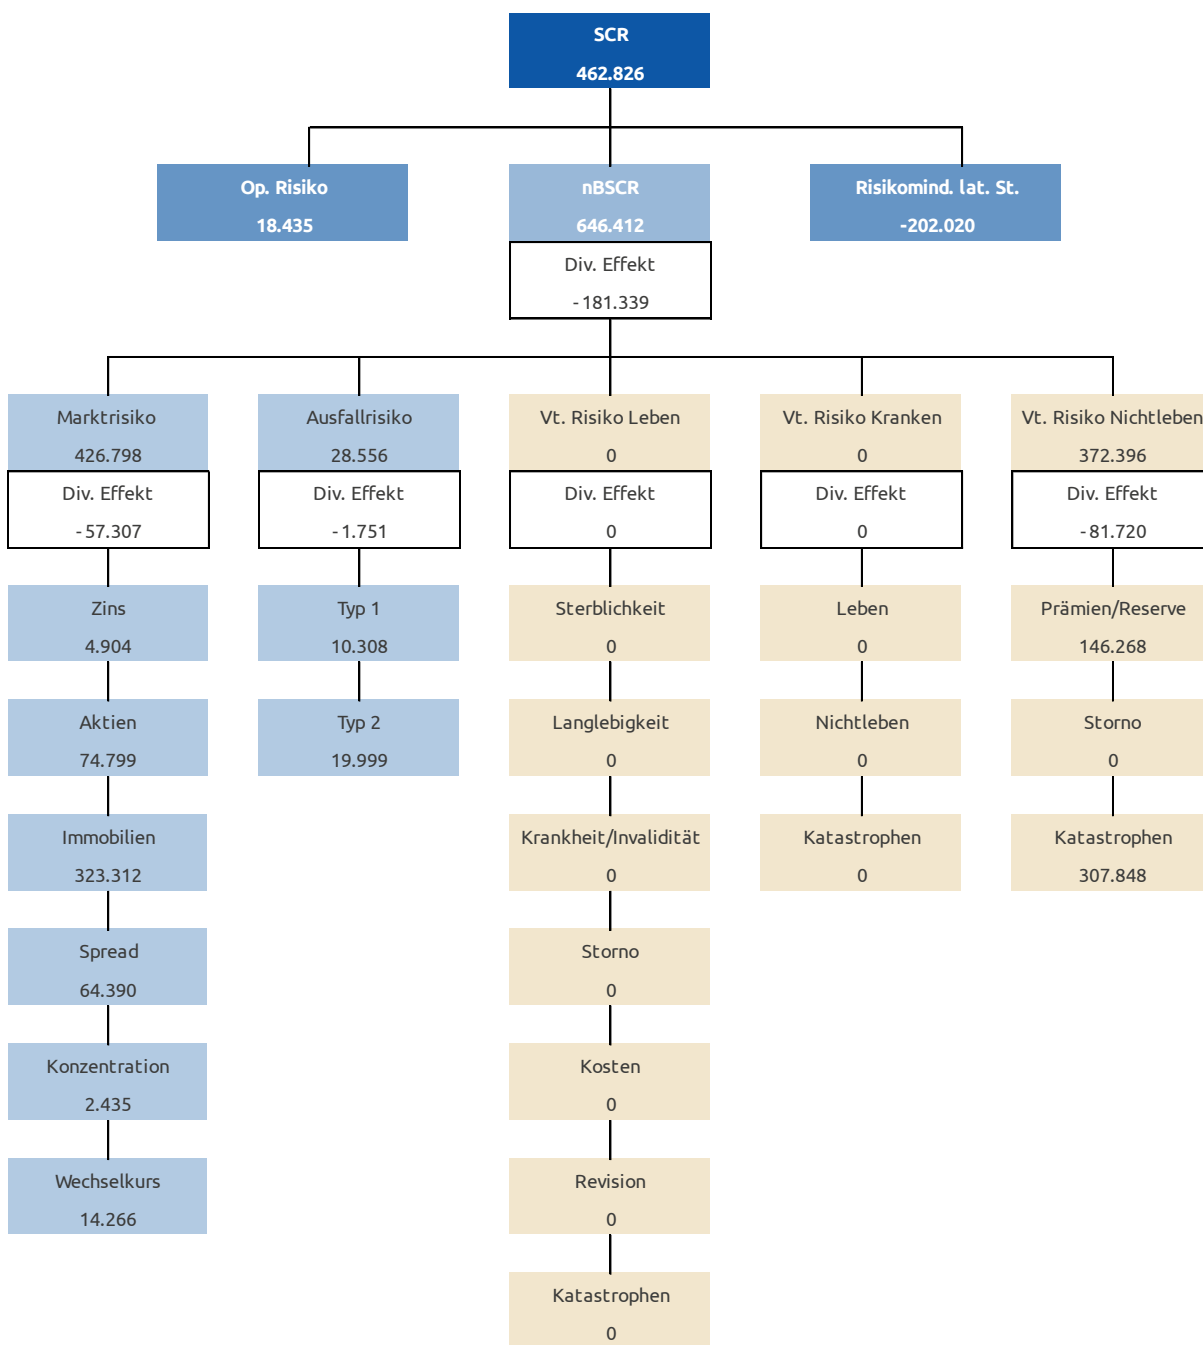 SCR
462.826
Op. Risiko
18.435
nBSCR
646.412
Risikomind. lat. St.
-202.020
Div. Effekt
-181.339
Marktrisiko
426.798
Div. Effekt
-57.307
Zins
4.904
Aktien
74.799
Immobilien
323.312
Spread
64.390
Konzentration
2.435
Wechselkurs
14.266
Ausfallrisiko
28.556
Div. Effekt
-1.751
Typ 1
10.308
Typ 2
19.999
Vt. Risiko Leben
0
Div. Effekt
0
Sterblichkeit
0
Langlebigkeit
0
Krankheit/Invalidität
0
Storno
0
Kosten
0
Revision
0
Katastrophen
0
Vt. Risiko Kranken
0
Div. Effekt
0
Leben
0
Nichtleben
0
Katastrophen
0
Vt. Risiko Nichtleben
372.396
Div. Effekt
-81.720
Prämien/Reserve
146.268
Storno
0
Katastrophen
307.848